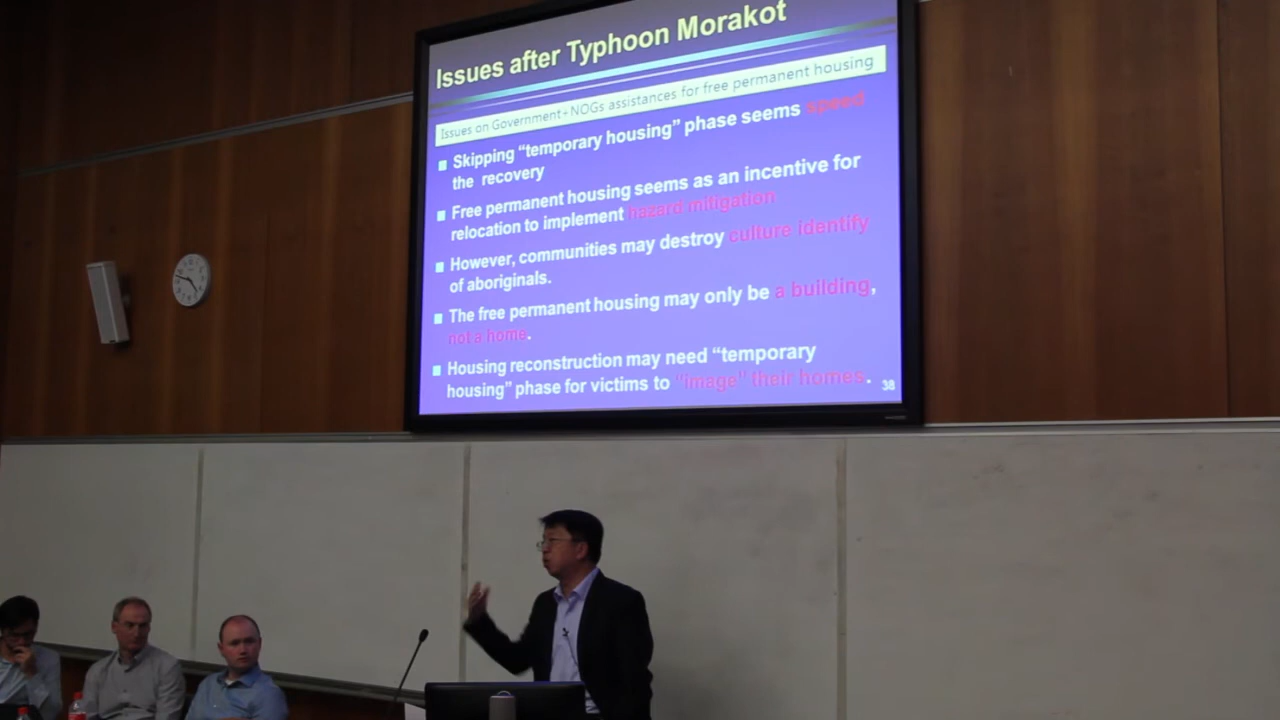 Issues after Typhoon Morakot
Issues on Government+NOGs assistances for free permanent housing
Skipping “temporary housing” phase seems speed
the recovery
Free permanent housing seems as an incentive for
relocation to implement hazard mitigation
However, communities may destroy culture identify
of aboriginals.
The free permanent housing may only be a building,
not a home.
Housing reconstruction may need “temporary
housing” phase for victims to “image” their homes.
38